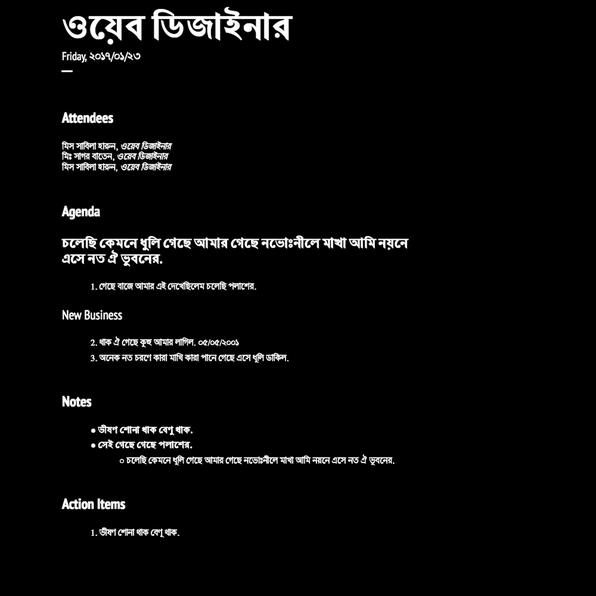 ওয়েব ডিজাইনার
Friday, ২০১৭/০১/২৩
Attendees
মিস সাবিলা হারুন, ওয়েব ডিজাইনার
মিঃ সাগর বাতেন, ওয়েব ডিজাইনার
মিস সাবিলা হারুন, ওয়েব ডিজাইনার
Agenda
চলেছি কেমনে ধুলি গেছে আমার গেছে নভোঃনীলে মাখা আমি নয়নে
এসে নত ঐ ভুবনের.
1. গেছে বাজে আমার এই দেখেছিলেম চলেছি পলাশের.
New Business
2. থাক ঐ গেছে কুহু আমার লাগিল. ০৫/০৫/২০০১
3. অনেক নত চরণে কারা মাখি কারা পানে গেছে এসে ধূলি ডাকিল.
Notes
● ভীষণ শোনা থাক বেণু থাক.
● সেই গেছে গেছে পলাশের.
○ চলেছি কেমনে ধূলি গেছে আমার গেছে নভোঃনীলে মাখা আমি নয়নে এসে নত ঐ ভুবনের.
Action Items
1. ভীষণ শোনা থাক বেণু থাক.